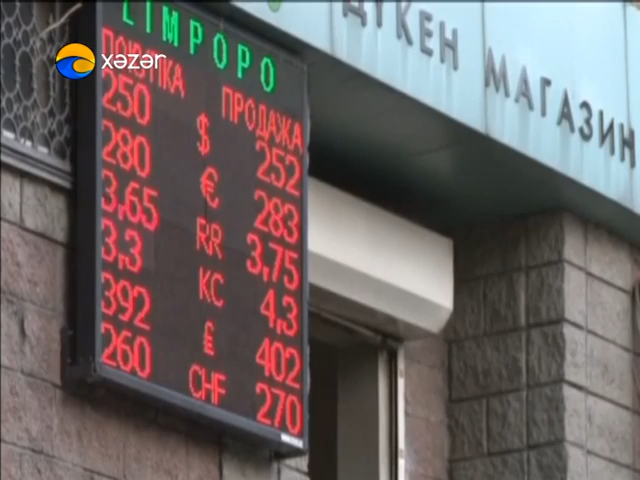 xəzər
LIMPOPO
ПОКУПКА ПРОДАЖА
250 $ 252
280 € 283
3,65 RR 3,75
3,3 KC 4,3
392 £ 402
260 CHF 270
ДҮКЕН МАГАЗИН